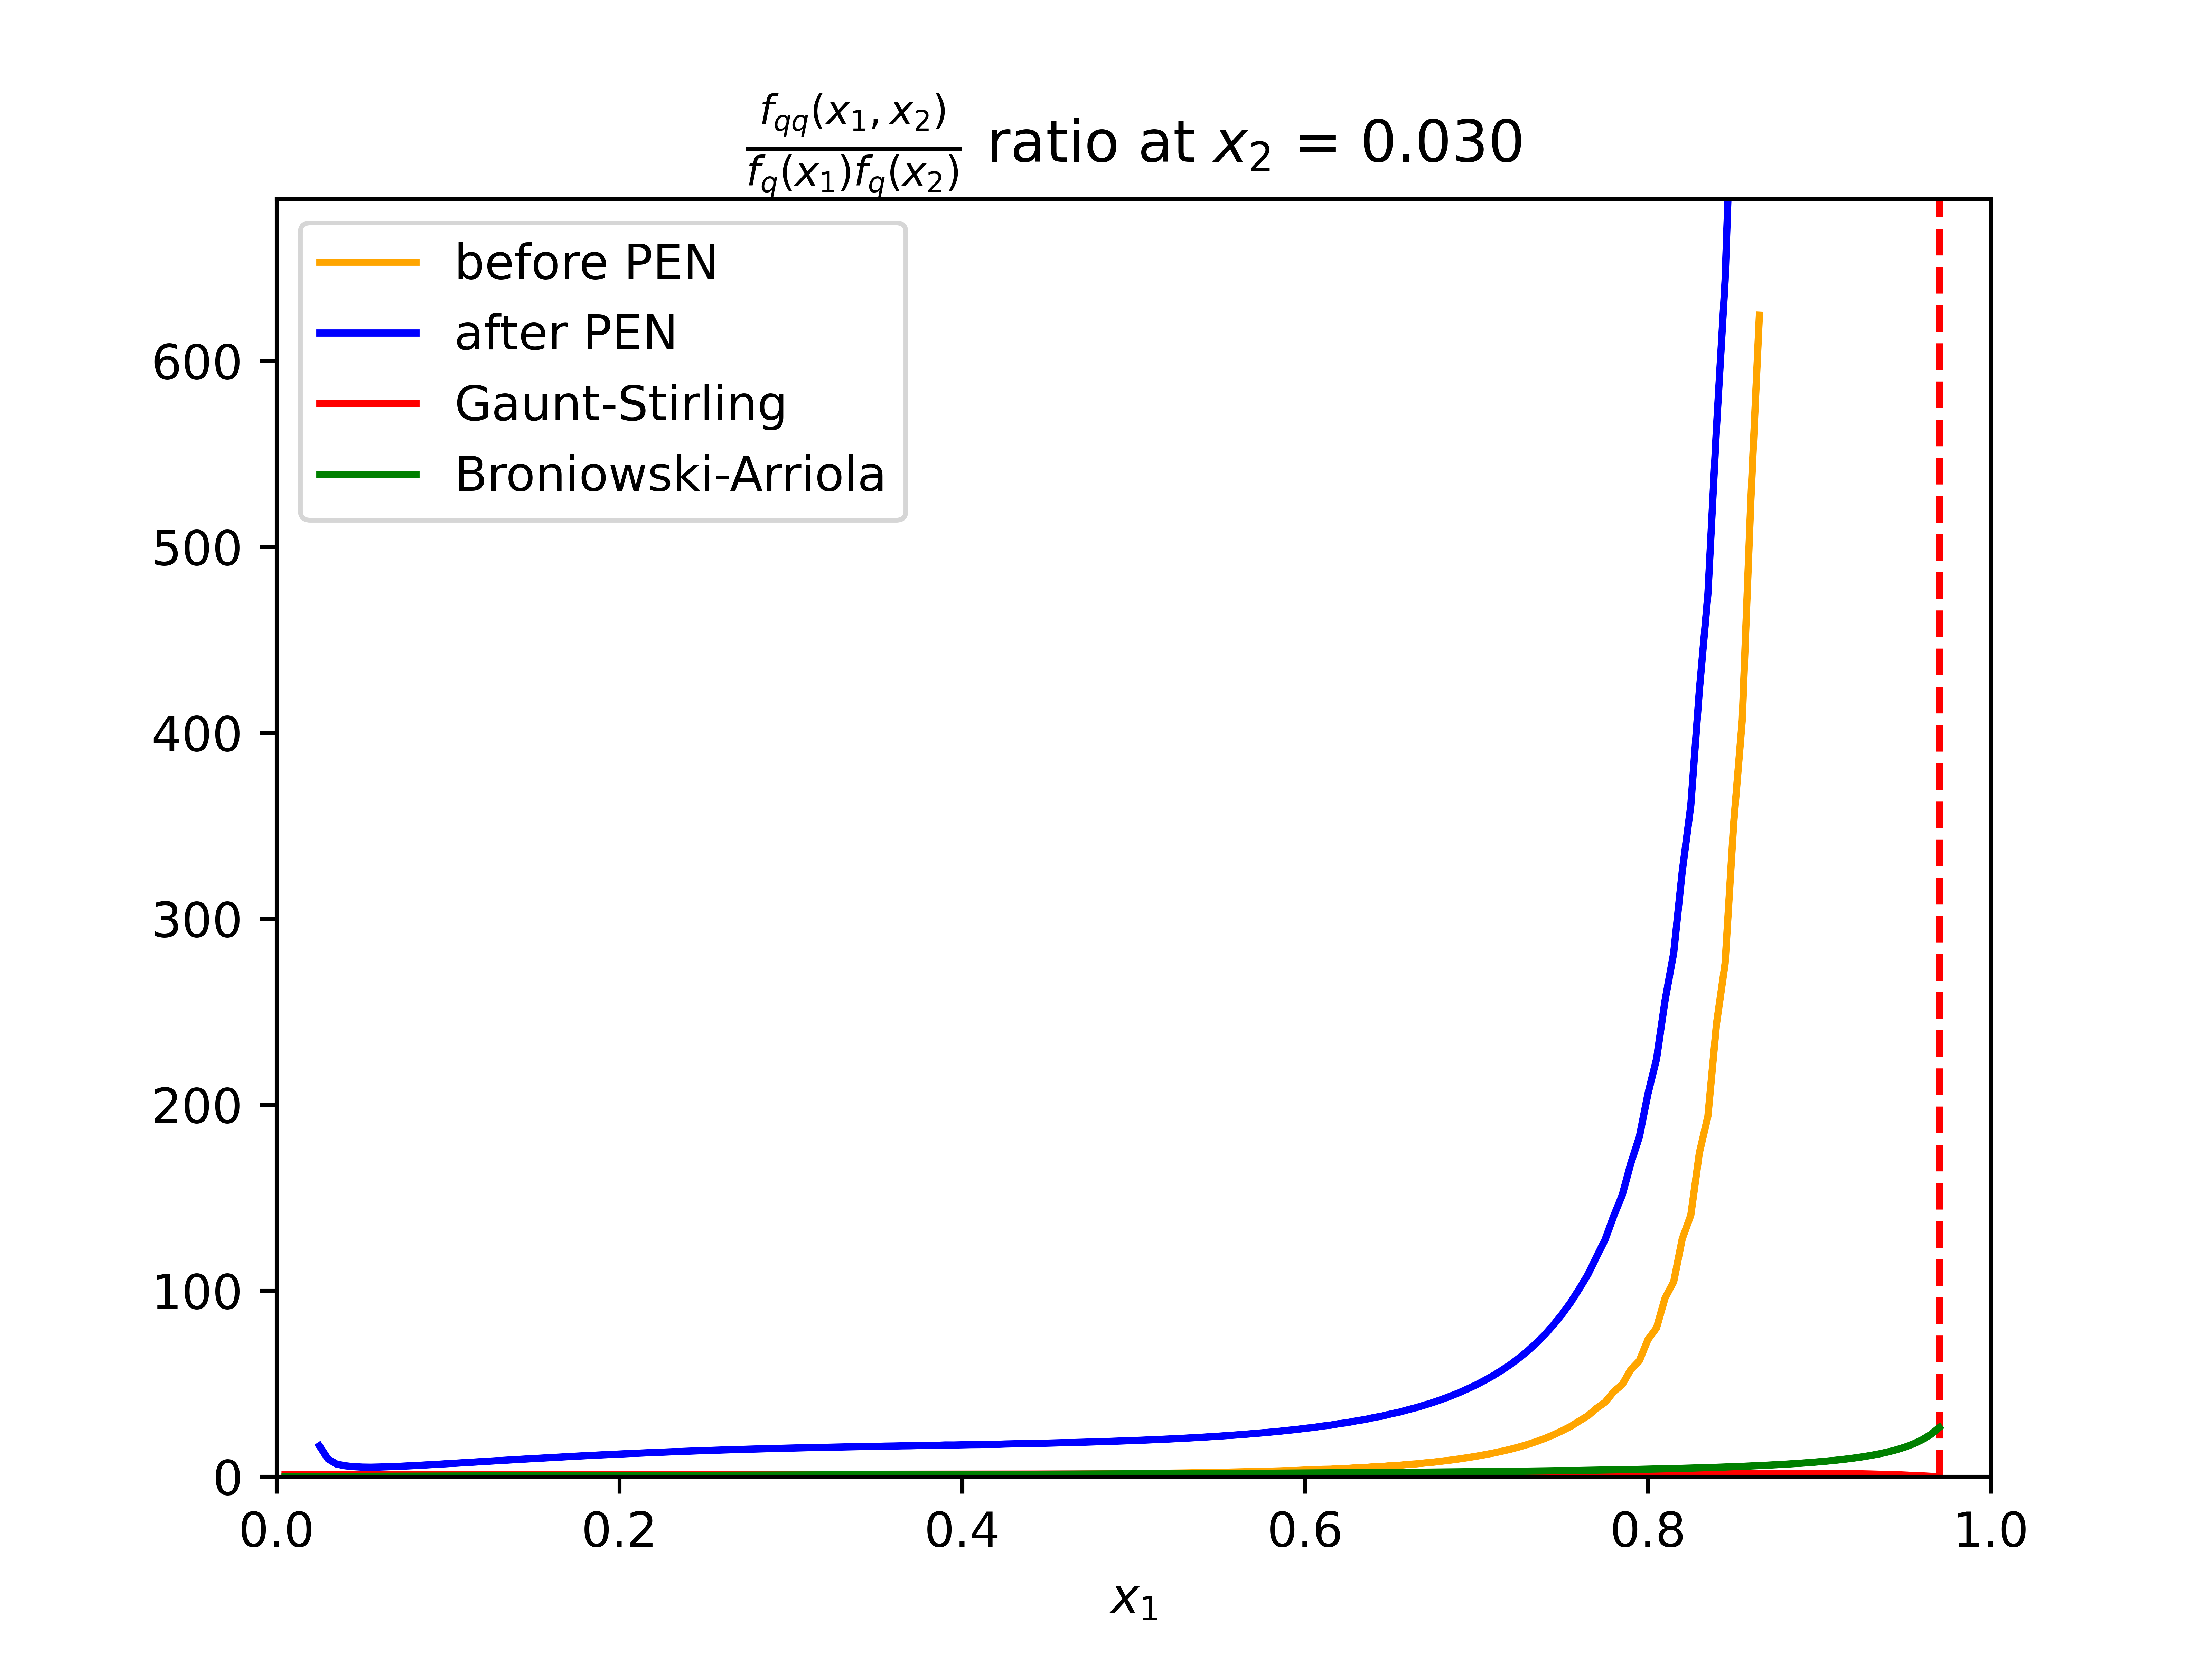 f_qq(x_1, x_2)
f_q(x_1)f_q(x_2) ratio at x_2 = 0.030
before PEN
after PEN
Gaunt-Stirling
Broniowski-Arriola
600
500
400
300
200
100
0
0.0 0.2 0.4 0.6 0.8 1.0
x_1